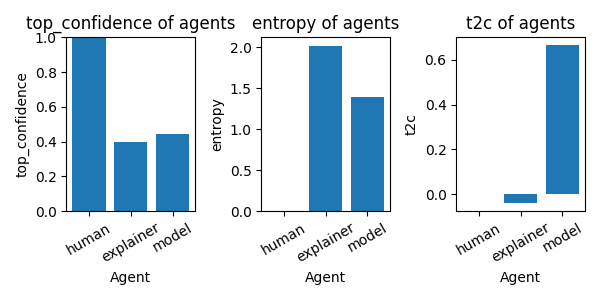 top_confidence of agents
top_confidence
1.0
0.8
0.6
0.4
0.2
0.0
human
explainer
model
Agent
entropy of agents
entropy
2.0
1.5
1.0
0.5
0.0
human
explainer
model
Agent
t2c of agents
t2c
0.6
0.4
0.2
0.0
human
explainer
model
Agent